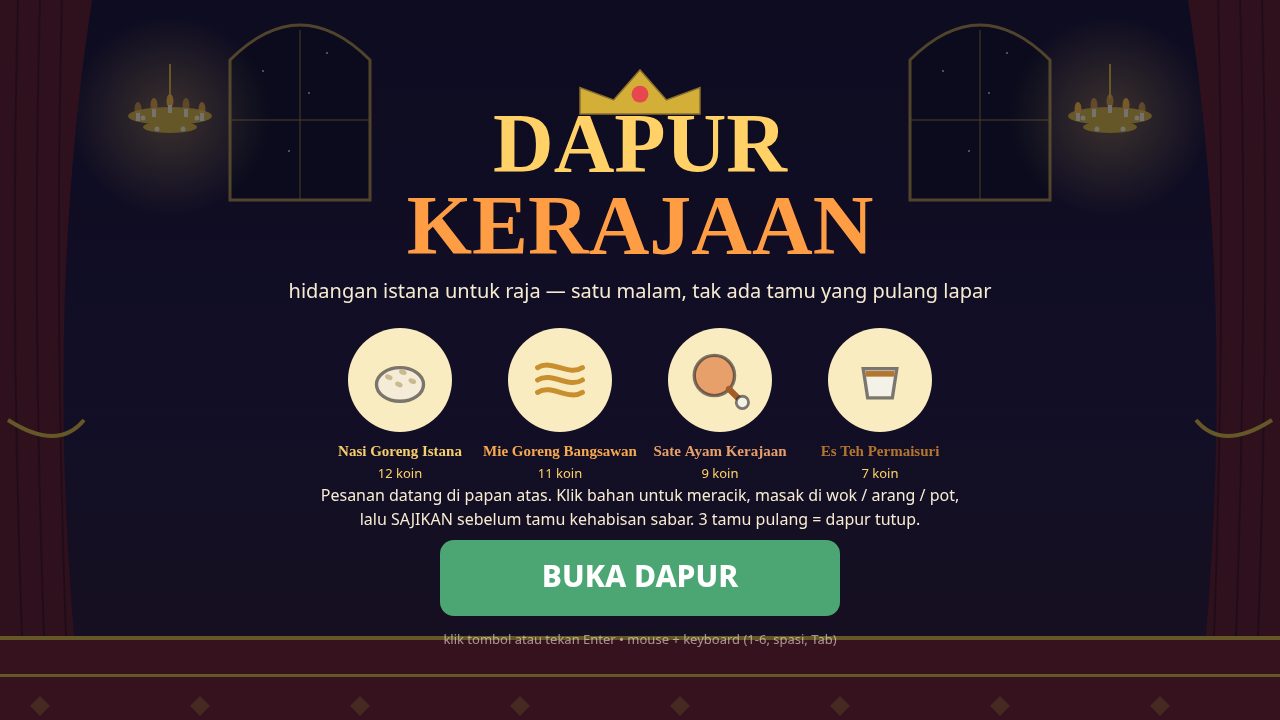 DAPUR
KERAJAAN
hidangan istana untuk raja — satu malam, tak ada tamu yang pulang lapar
Nasi Goreng Istana
Mie Goreng Bangsawan
Sate Ayam Kerajaan
Es Teh Permaisuri
12 koin
11 koin
9 koin
7 koin
Pesanan datang di papan atas. Klik bahan untuk meracik, masak di wok / arang / pot,
lalu SAJIKAN sebelum tamu kehabisan sabar. 3 tamu pulang = dapur tutup.
BUKA DAPUR
klik tombol atau tekan Enter • mouse + keyboard (1-6, spasi, Tab)